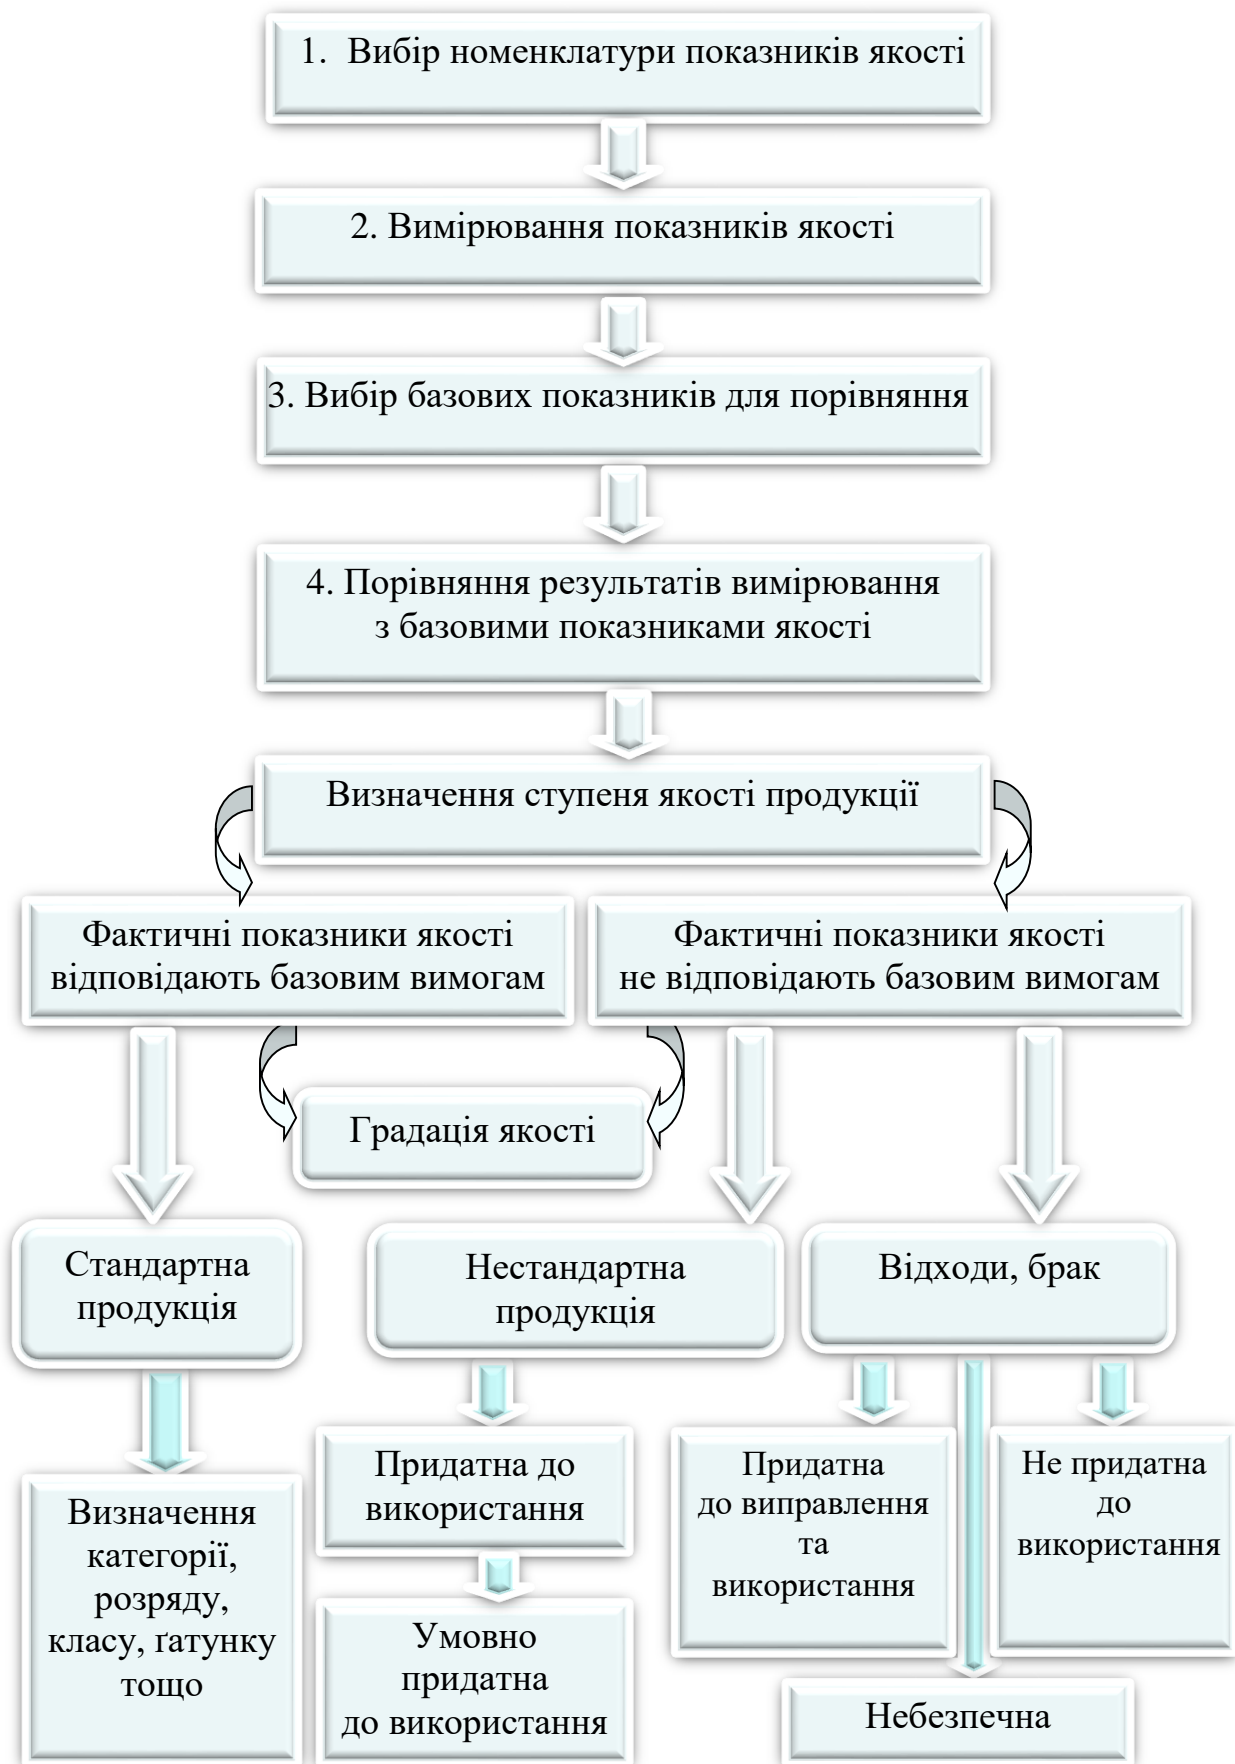 1. Вибір номенклатури показників якості
2. Вимірювання показників якості
3. Вибір базових показників для порівняння
4. Порівняння результатів вимірювання
з базовими показниками якості
Визначення ступеня якості продукції
Фактичні показники якості
відповідають базовим вимогам
Фактичні показники якості
не відповідають базовим вимогам
Градація якості
Стандартна
продукція
Нестандартна
продукція
Відходи, брак
Визначення
категорії,
розряду,
класу, ґатунку
тощо
Придатна до
використання
Умовно
придатна
до використання
Придатна
до виправлення
та
використання
Не придатна
до
використання
Небезпечна